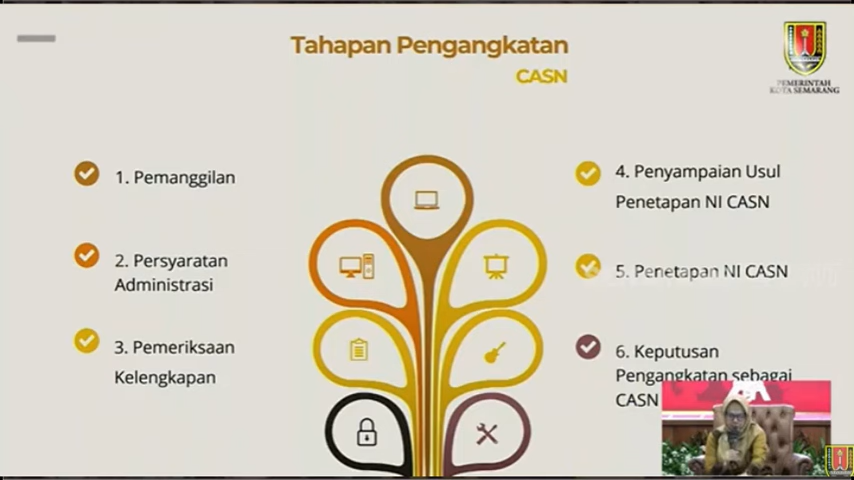 Tahapan Pengangkatan
CASN
PEMERINTAH
KOTA SEMARANG
1. Pemanggilan
2. Persyaratan
Administrasi
3. Pemeriksaan
Kelengkapan
4. Penyampaian Usul
Penetapan NI CASN
5. Penetapan NI CASN
6. Keputusan
Pengangkatan sebagai
CASN